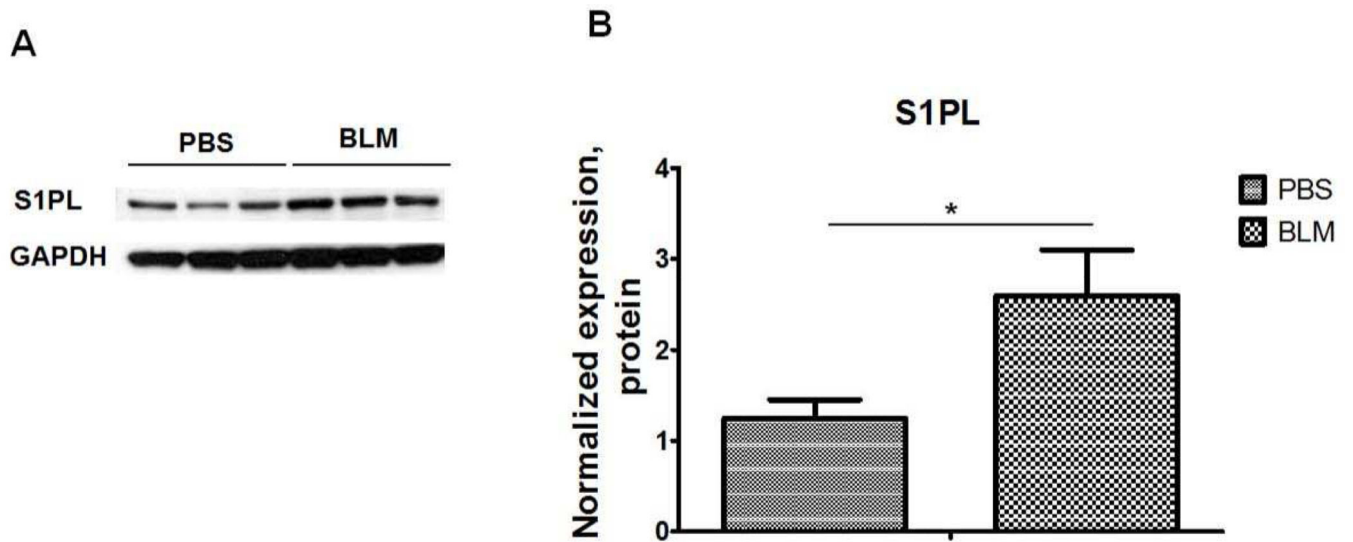 A
PBS BLM
S1PL
GAPDH
B
S1PL
Normalized expression,
protein
4
3
2
1
0
*
PBS
BLM